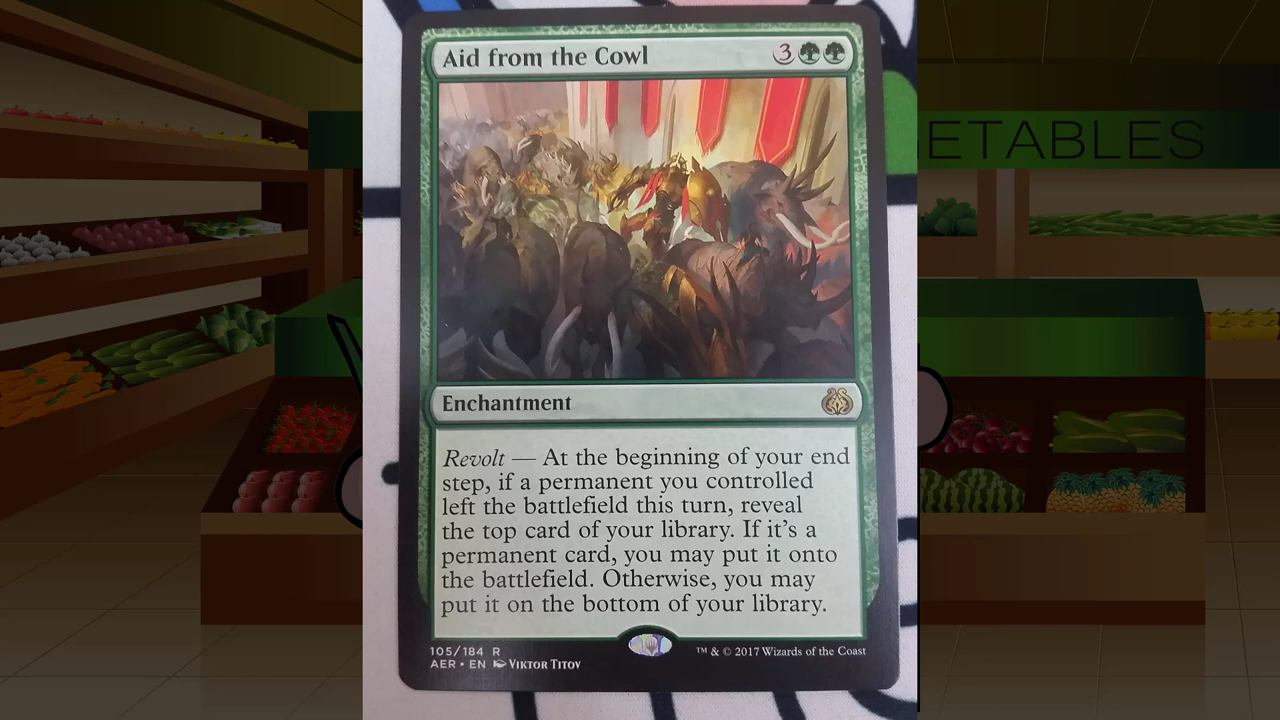 Aid from the Cowl
3
ETABLES
Enchantment
Revolt — At the beginning of your end
step, if a permanent you controlled
left the battlefield this turn, reveal
the top card of your library. If it's a
permanent card, you may put it onto
the battlefield. Otherwise, you may
put it on the bottom of your library.
105/184 R
AER • EN Viktor Titov
™ & © 2017 Wizards of the Coast